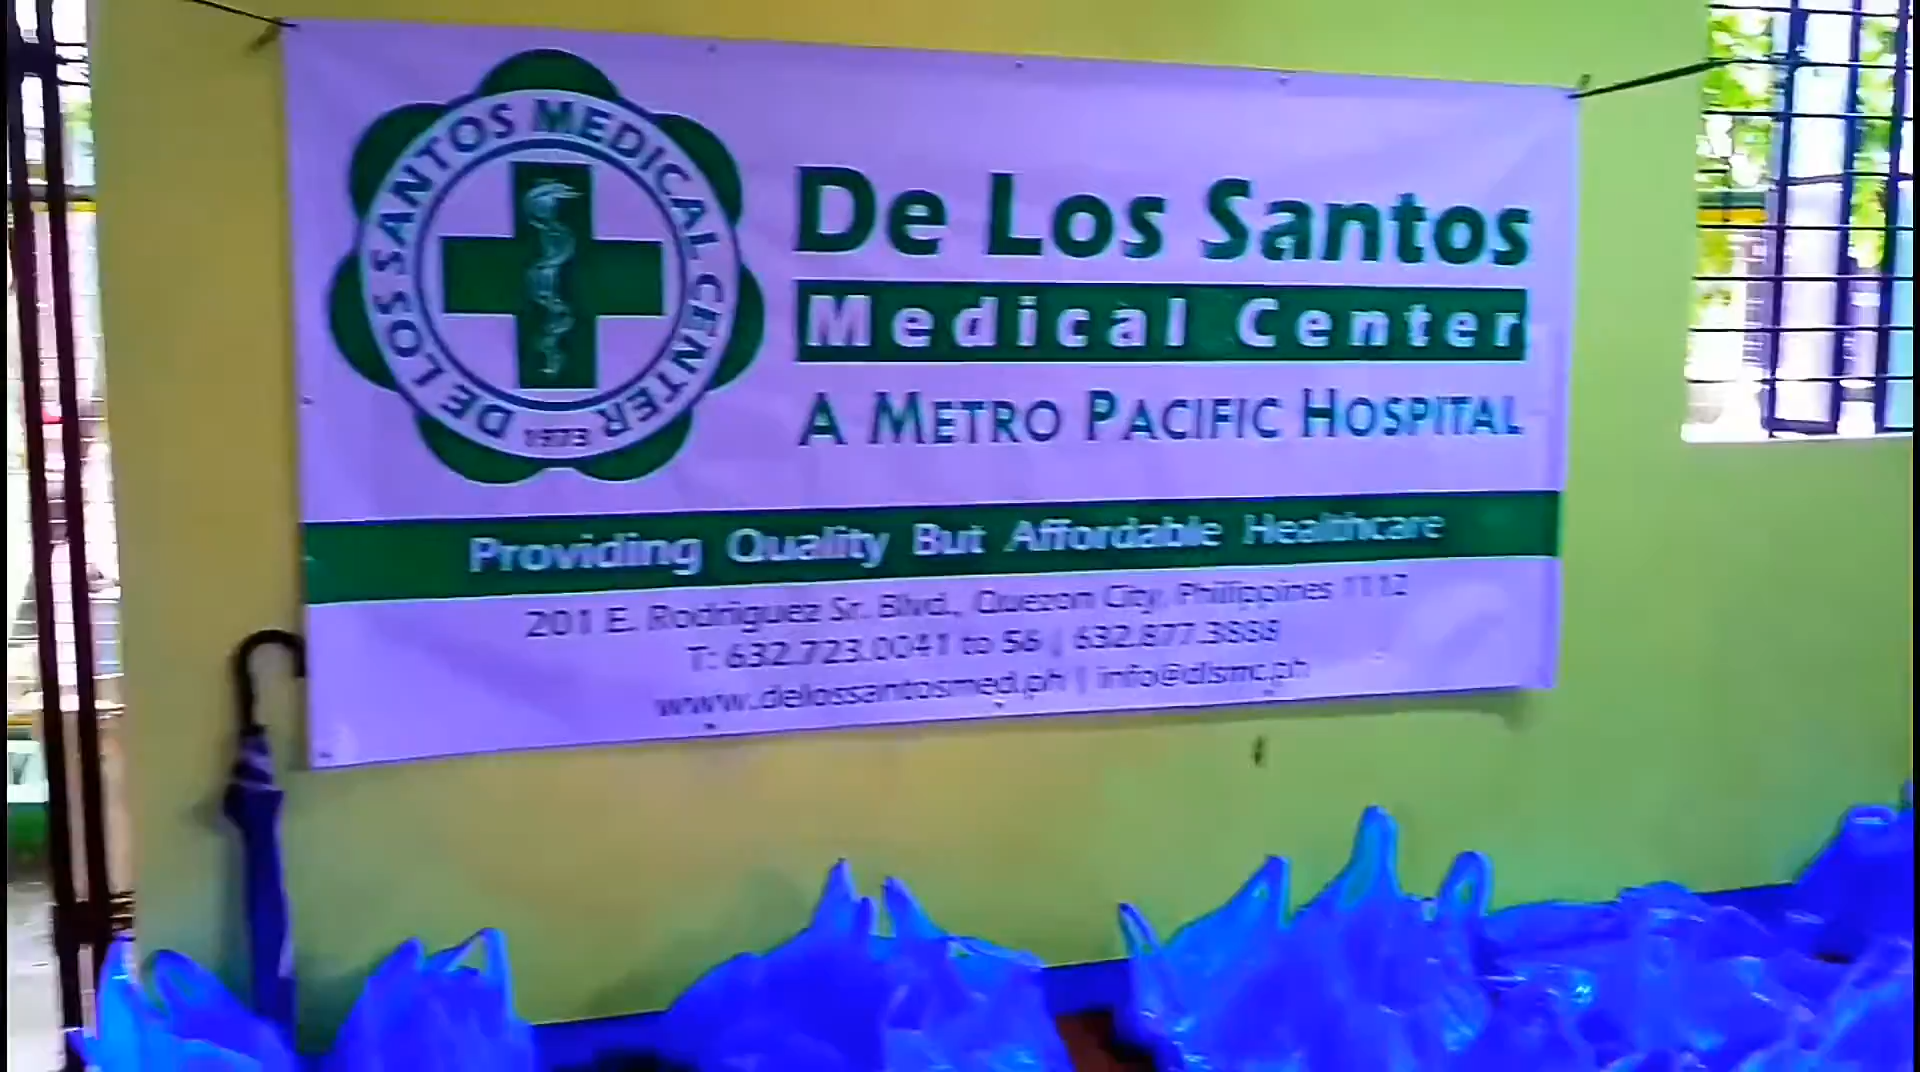 DE LOS SANTOS MEDICAL CENTER
1973
De Los Santos
Medical Center
A METRO PACIFIC HOSPITAL
Providing Quality But Affordable Healthcare
201 E. Rodriguez Sr. Blvd., Quezon City, Philippines 1112
T: 632.723.0041 to 56 | 632.877.3888
www.delossantosmed.ph | info@dlsmc.ph